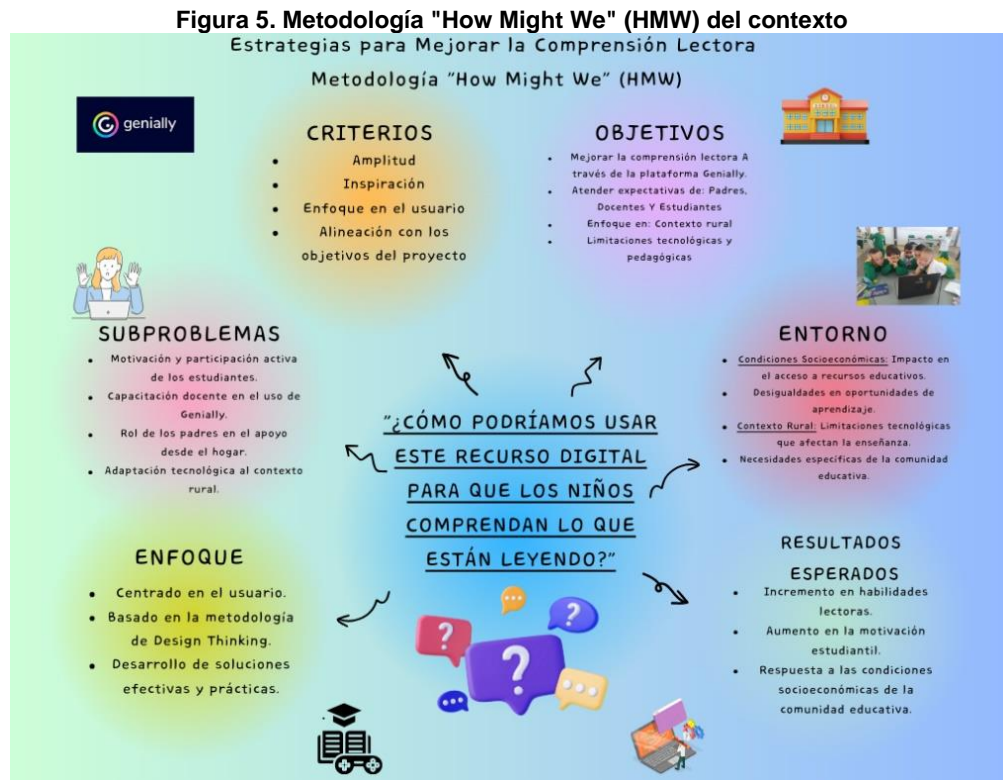 Figura 5. Metodología "How Might We" (HMW) del contexto
Estrategias para Mejorar la Comprensión Lectora
Metodología "How Might We" (HMW)
genially
SCHOOL
CRITERIOS
• Amplitud
• Inspiración
• Enfoque en el usuario
• Alineación con los
objetivos del proyecto
OBJETIVOS
• Mejorar la comprensión lectora A
través de la plataforma Genially.
• Atender expectativas de: Padres,
Docentes Y Estudiantes
• Enfoque en: Contexto rural
• Limitaciones tecnológicas y
pedagógicas
SUBPROBLEMAS
• Motivación y participación activa
de los estudiantes.
• Capacitación docente en el uso de
Genially.
• Rol de los padres en el apoyo
desde el hogar.
• Adaptación tecnológica al contexto
rural.
"¿CÓMO PODRÍAMOS USAR
ESTE RECURSO DIGITAL
PARA QUE LOS NIÑOS
COMPRENDAN LO QUE
ESTÁN LEYENDO?"
ENTORNO
• Condiciones Socioeconómicas: Impacto en
el acceso a recursos educativos.
• Desigualdades en oportunidades de
aprendizaje.
• Contexto Rural: Limitaciones tecnológicas
que afectan la enseñanza.
• Necesidades específicas de la comunidad
educativa.
ENFOQUE
• Centrado en el usuario.
• Basado en la metodología
de Design Thinking.
• Desarrollo de soluciones
efectivas y prácticas.
RESULTADOS
ESPERADOS
• Incremento en habilidades
lectoras.
• Aumento en la motivación
estudiantil.
• Respuesta a las condiciones
socioeconómicas de la
comunidad educativa.